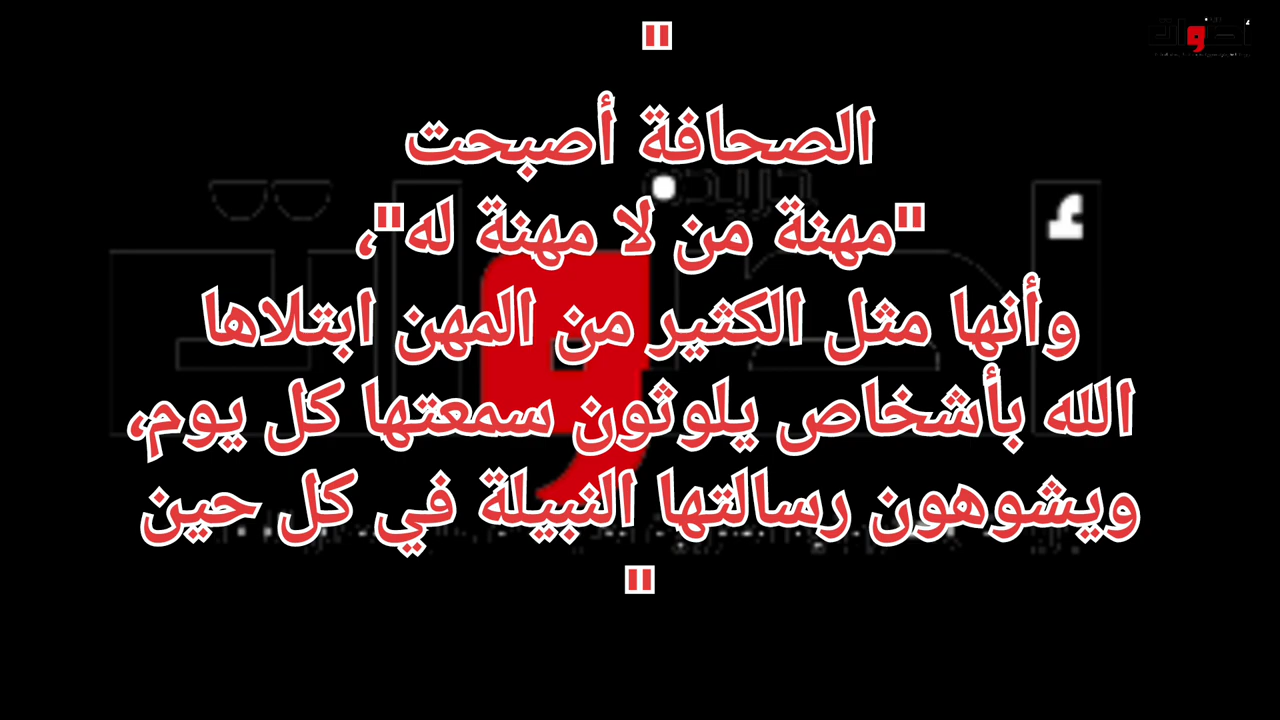 "
الصحافة أصبحت
"مهنة من لا مهنة له"،
وأنها مثل الكثير من المهن ابتلاها
الله بأشخاص يلوثون سمعتها كل يوم،
ويشوهون رسالتها النبيلة في كل حين
"